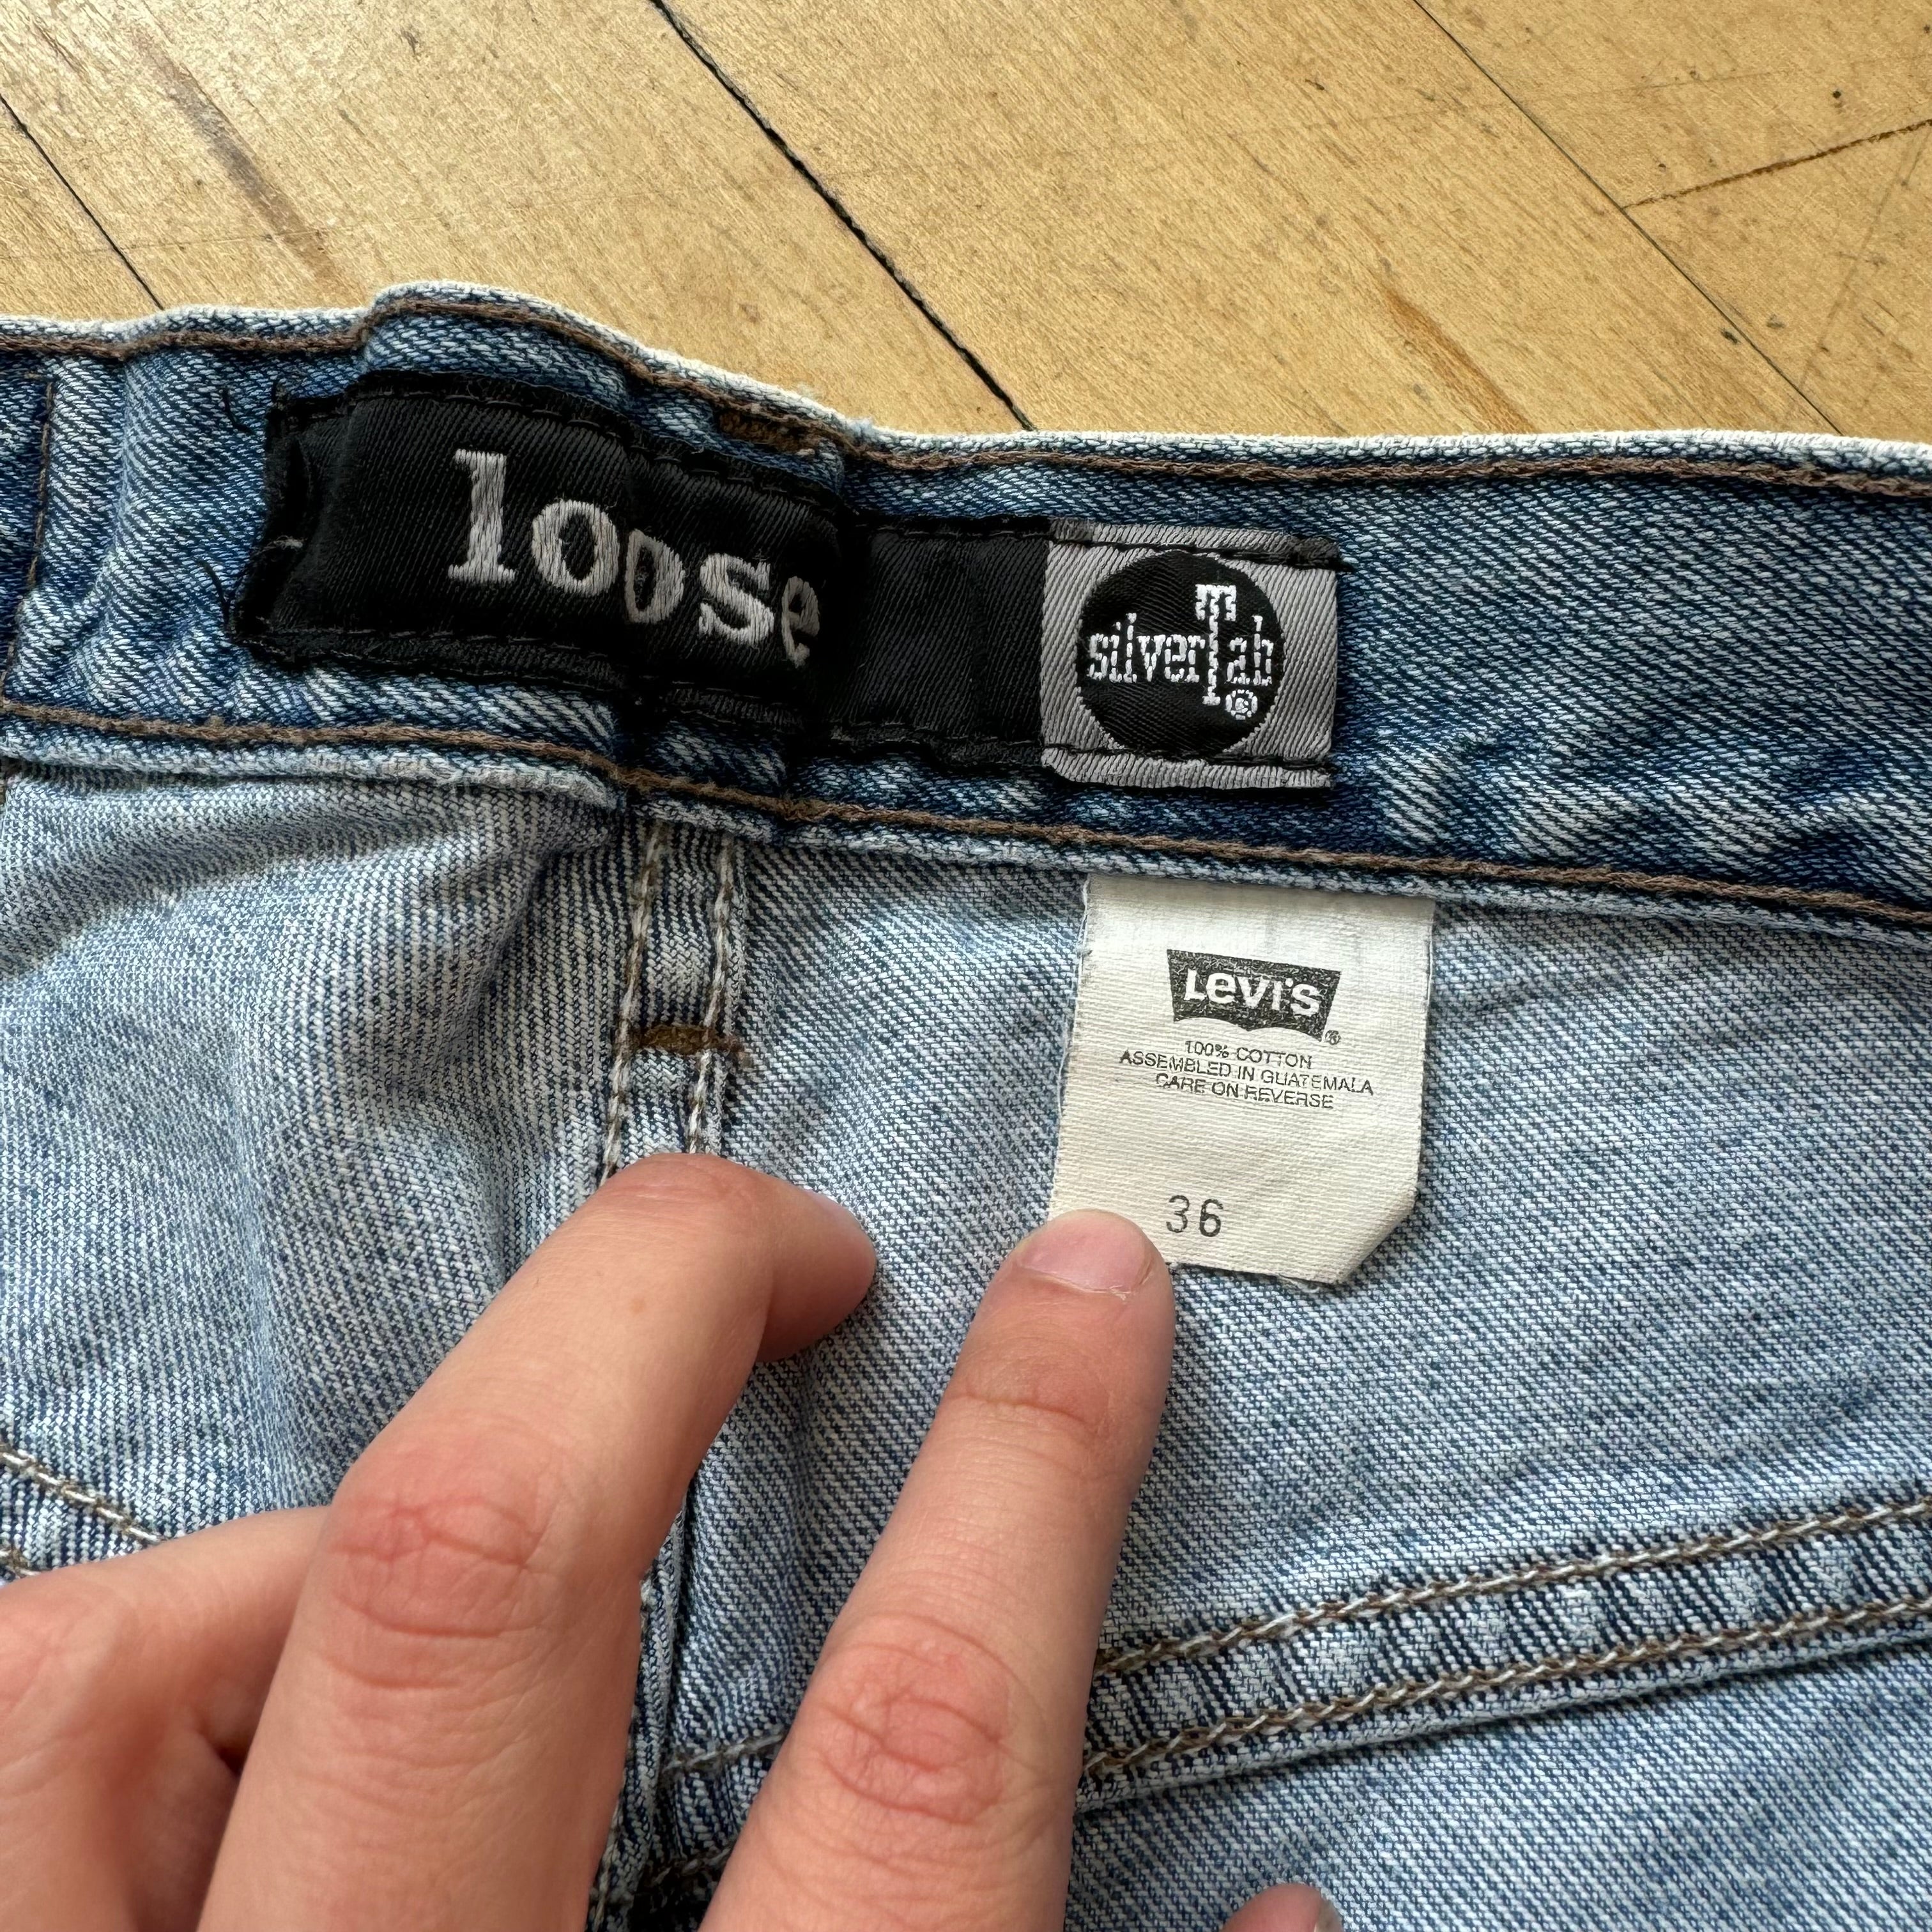 loose
silverTab®
Levi's®
100% COTTON
ASSEMBLED IN GUATEMALA
CARE ON REVERSE
36